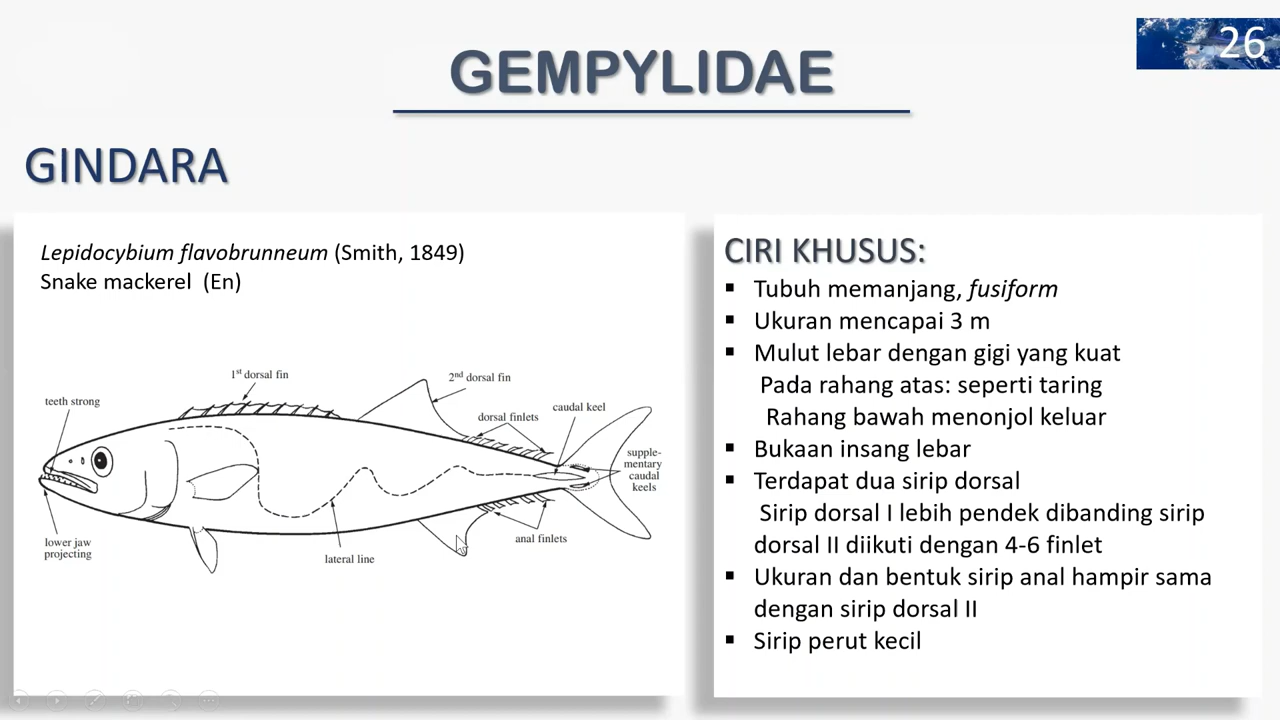 26
GEMPYLIDAE
GINDARA
Lepidocybium flavobrunneum (Smith, 1849)
Snake mackerel (En)
1st dorsal fin
2nd dorsal fin
teeth strong
caudal keel
dorsal finlets
supple-
mentary
caudal
keels
lower jaw
projecting
lateral line
anal finlets
CIRI KHUSUS:
▪ Tubuh memanjang, fusiform
▪ Ukuran mencapai 3 m
▪ Mulut lebar dengan gigi yang kuat
Pada rahang atas: seperti taring
Rahang bawah menonjol keluar
▪ Bukaan insang lebar
▪ Terdapat dua sirip dorsal
Sirip dorsal I lebih pendek dibanding sirip
dorsal II diikuti dengan 4-6 finlet
▪ Ukuran dan bentuk sirip anal hampir sama
dengan sirip dorsal II
▪ Sirip perut kecil